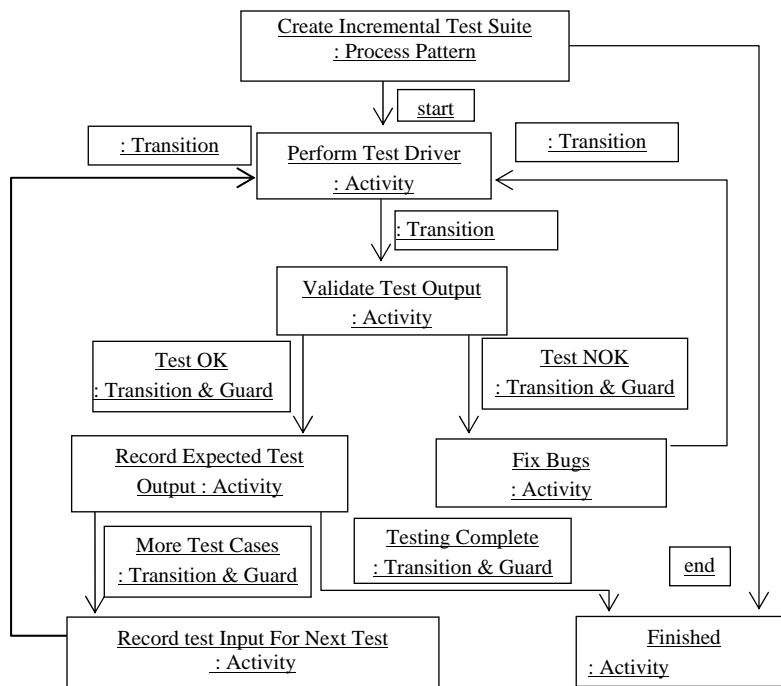 Create Incremental Test Suite
: Process Pattern
start
: Transition
: Transition
Perform Test Driver
: Activity
: Transition
Validate Test Output
: Activity
Test OK
: Transition & Guard
Test NOK
: Transition & Guard
Record Expected Test
Output : Activity
Fix Bugs
: Activity
More Test Cases
: Transition & Guard
Testing Complete
: Transition & Guard
end
Record test Input For Next Test
: Activity
Finished
: Activity